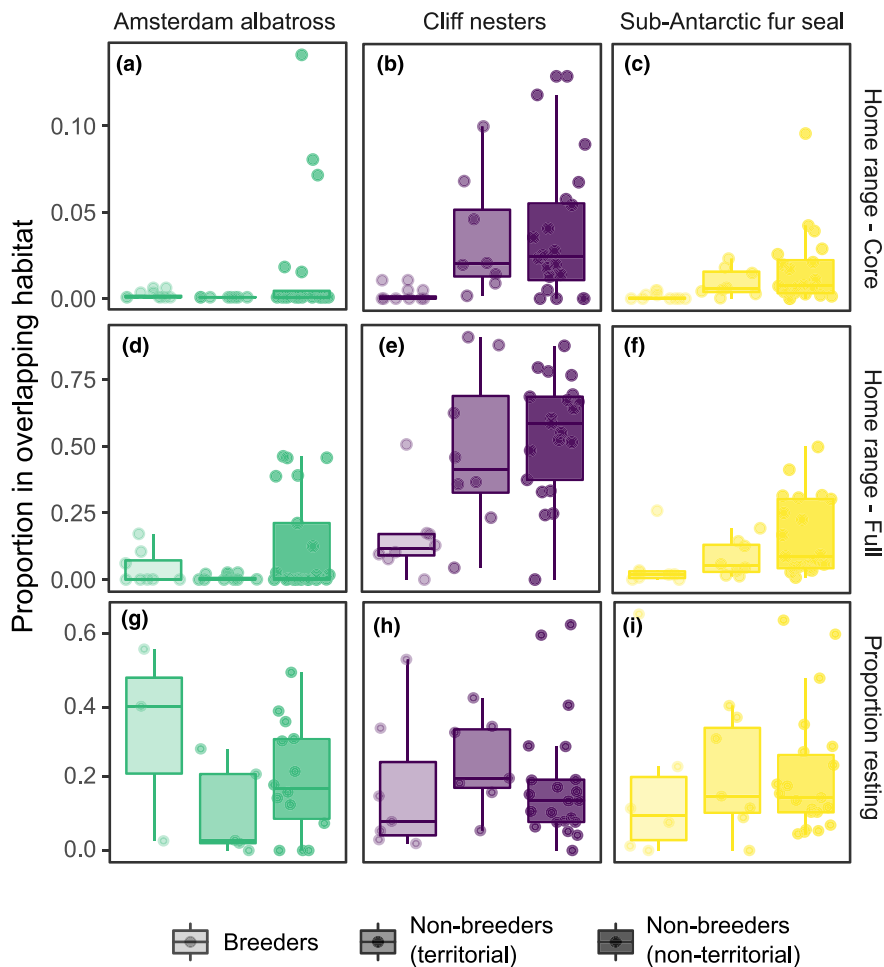 Amsterdam albatross
Cliff nesters
Sub-Antarctic fur seal
Proportion in overlapping habitat
(a)
(b)
(c)
0.10
0.05
0.00
Home range - Core
(d)
(e)
(f)
0.75
0.50
0.25
0.00
Home range - Full
(g)
(h)
(i)
0.6
0.4
0.2
0.0
Proportion resting
Breeders
Non-breeders
(territorial)
Non-breeders
(non-territorial)